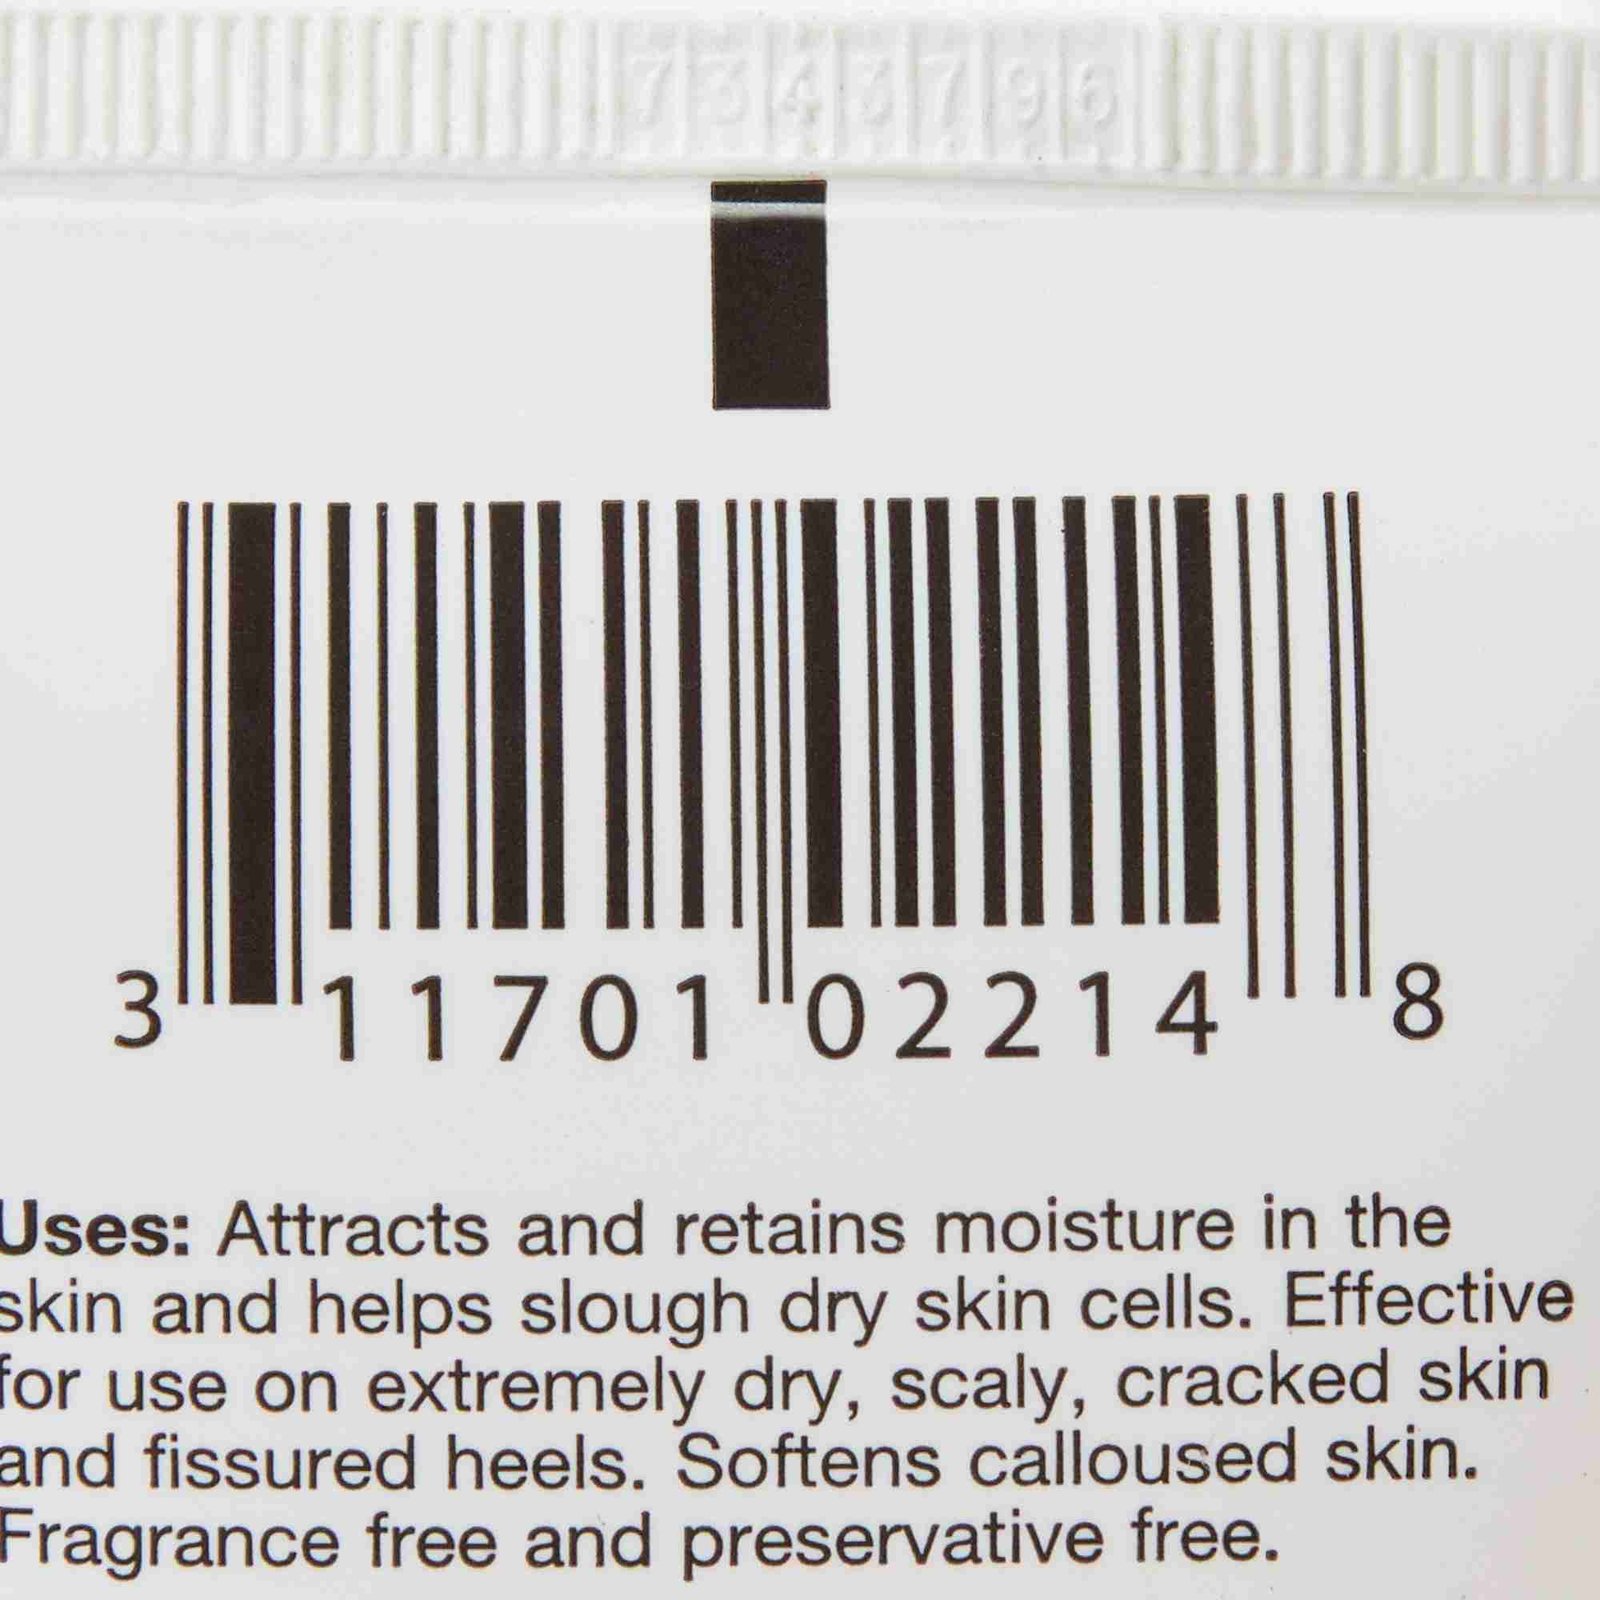 7343796
3 11701 02214 8
Uses: Attracts and retains moisture in the
skin and helps slough dry skin cells. Effective
for use on extremely dry, scaly, cracked skin
and fissured heels. Softens calloused skin.
Fragrance free and preservative free.